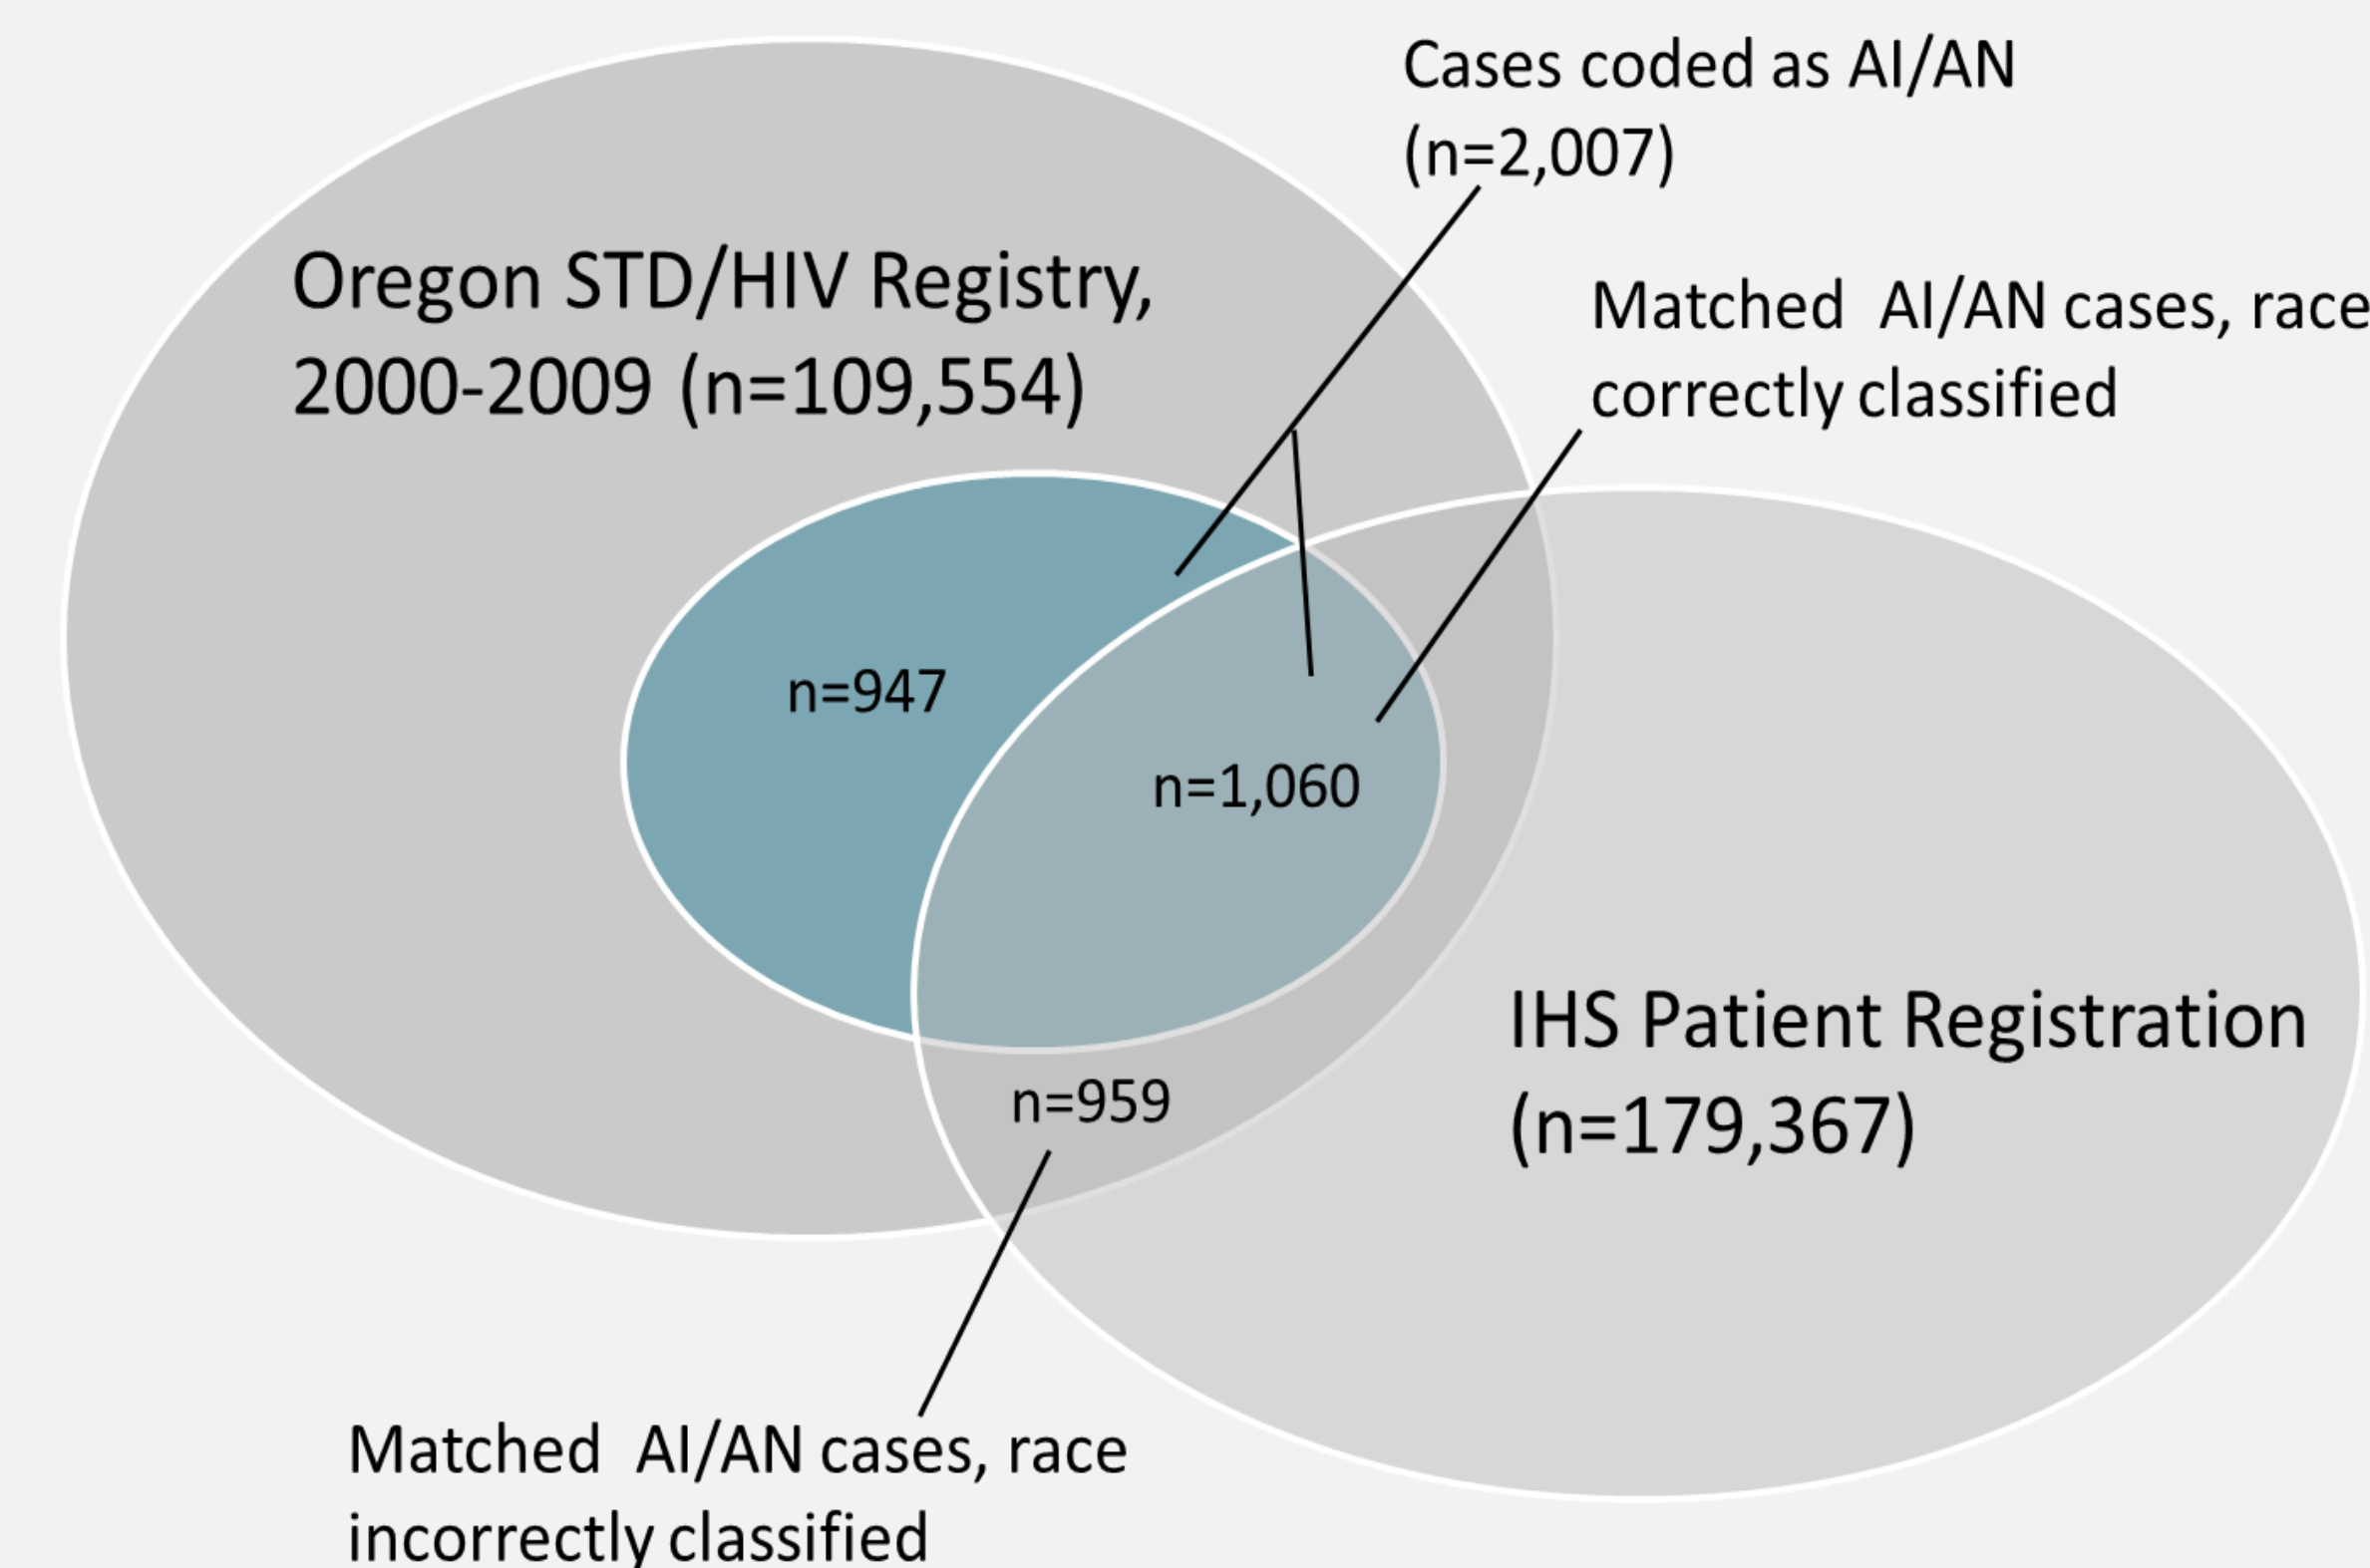 Cases coded as AI/AN
(n=2,007)
Oregon STD/HIV Registry,
2000-2009 (n=109,554)
Matched AI/AN cases, race
correctly classified
n=947
n=1,060
IHS Patient Registration
(n=179,367)
n=959
Matched AI/AN cases, race
incorrectly classified